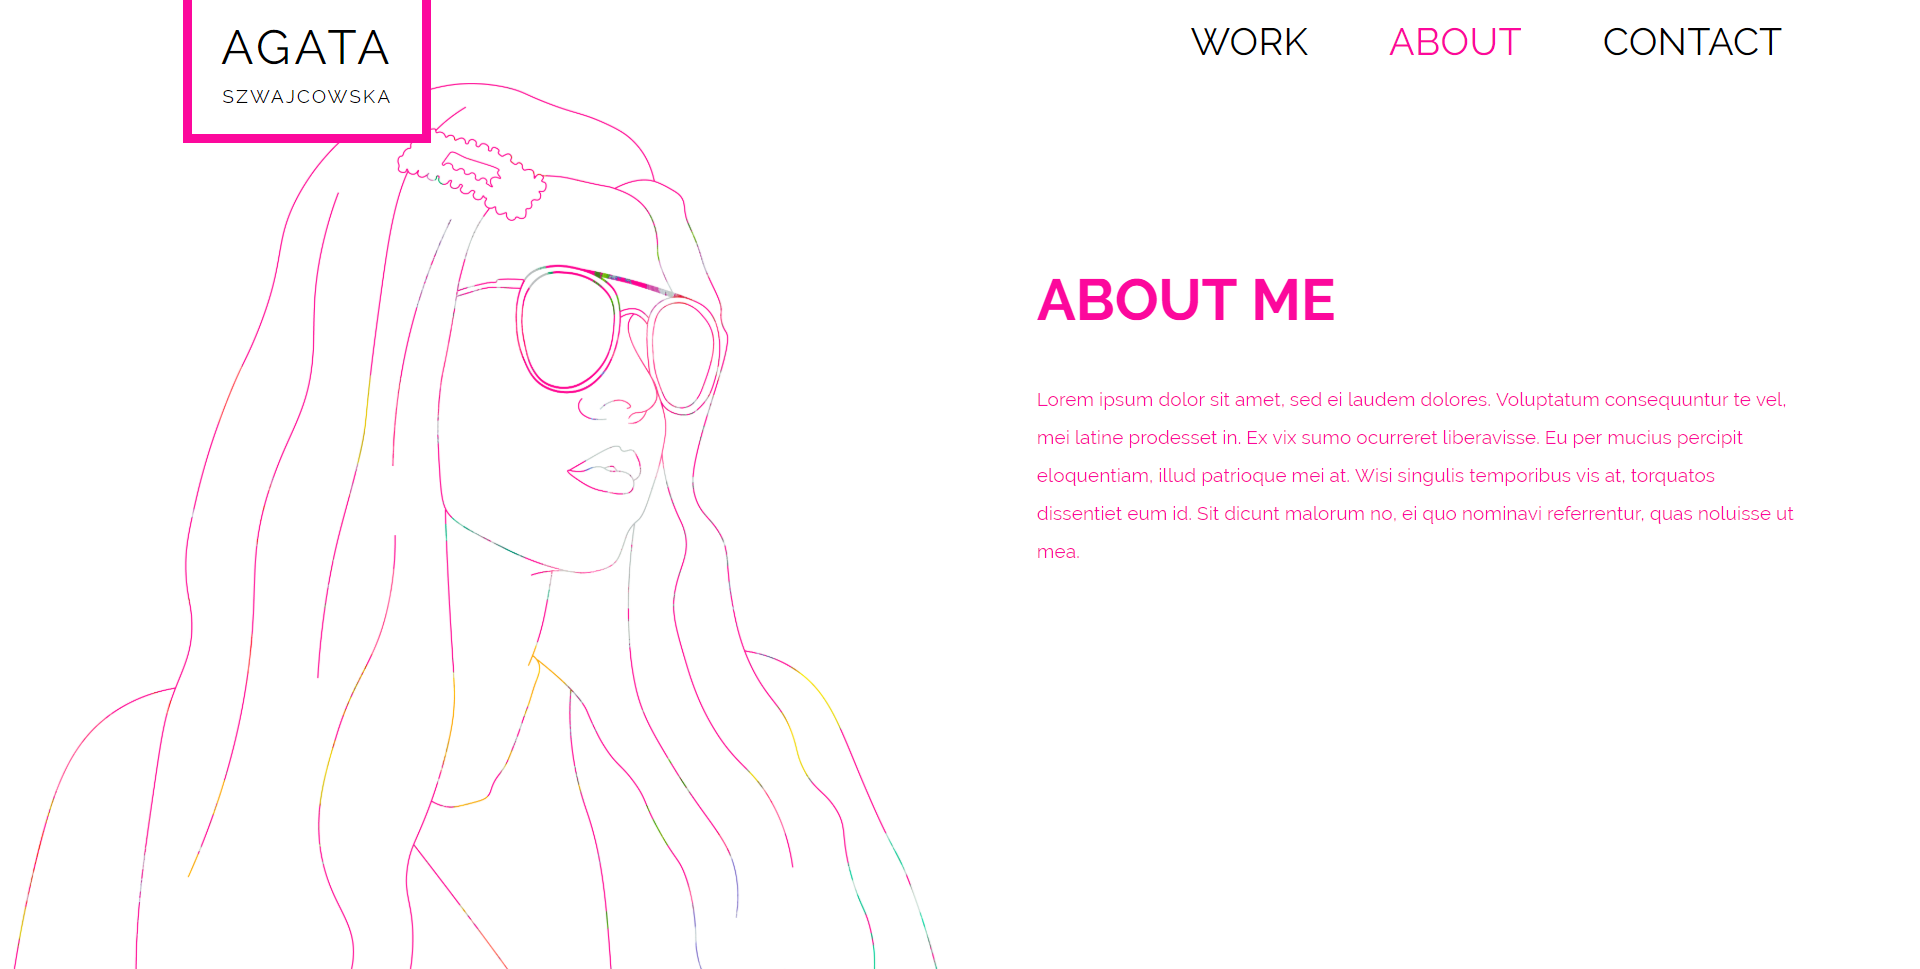 AGATA
SZWAJCOWSKA
WORK ABOUT CONTACT
ABOUT ME
Lorem ipsum dolor sit amet, sed ei laudem dolores. Voluptatum consequuntur te vel,
mei latine prodesset in. Ex vix sumo ocurreret liberavisse. Eu per mucius percipit
eloquentiam, illud patrioque mei at. Wisi singulis temporibus vis at, torquatos
dissentiet eum id. Sit dicunt malorum no, ei quo nominavi referrentur, quas noluisse ut
mea.